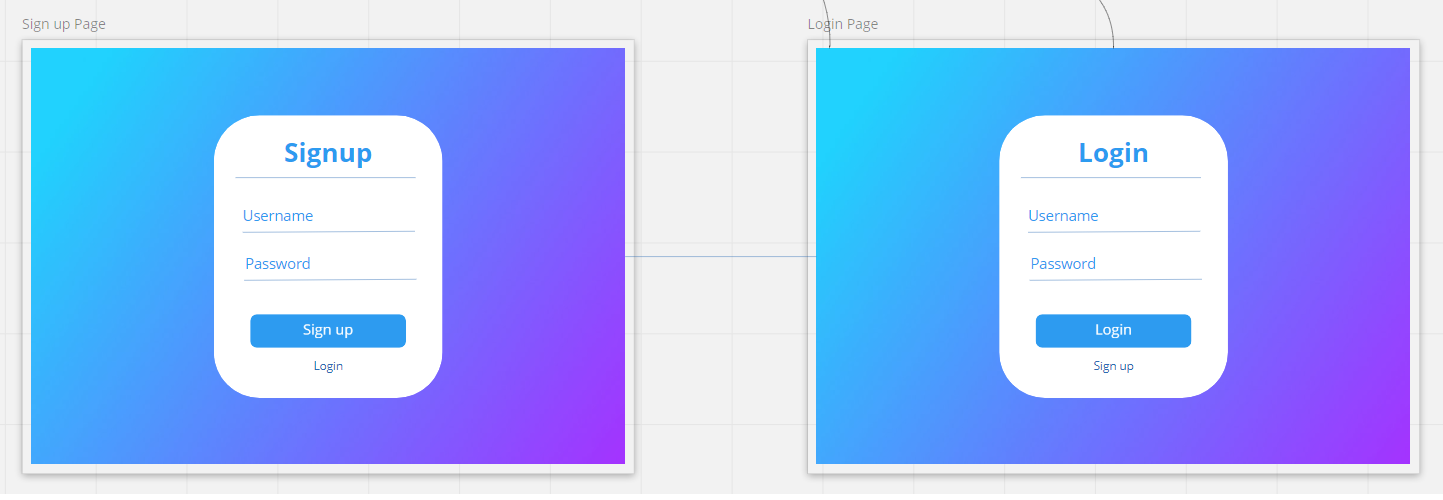 Sign up Page
Signup
Username
Password
Sign up
Login
Login Page
Login
Username
Password
Login
Sign up